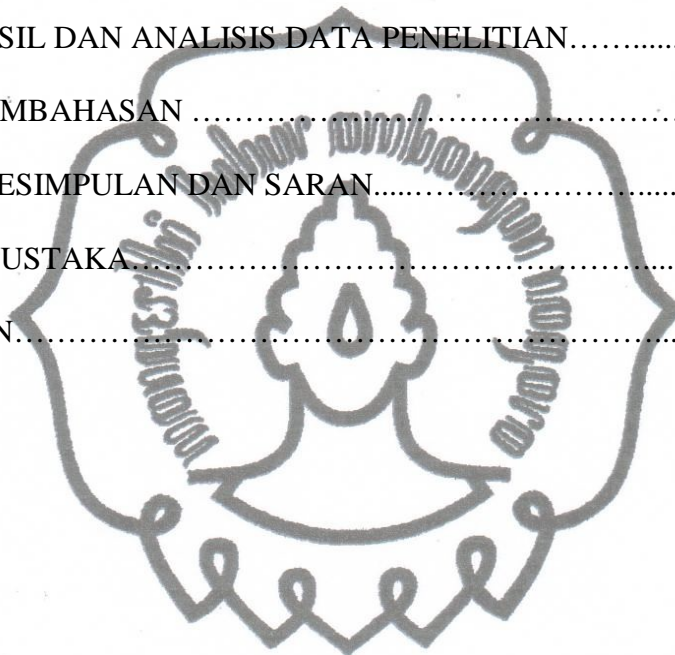 SIL DAN ANALISIS DATA PENELITIAN……......
MBAHASAN ……………………………………………
ESIMPULAN DAN SARAN.....………………….......
USTAKA……………………………………………….....
N…………………………………………………………...